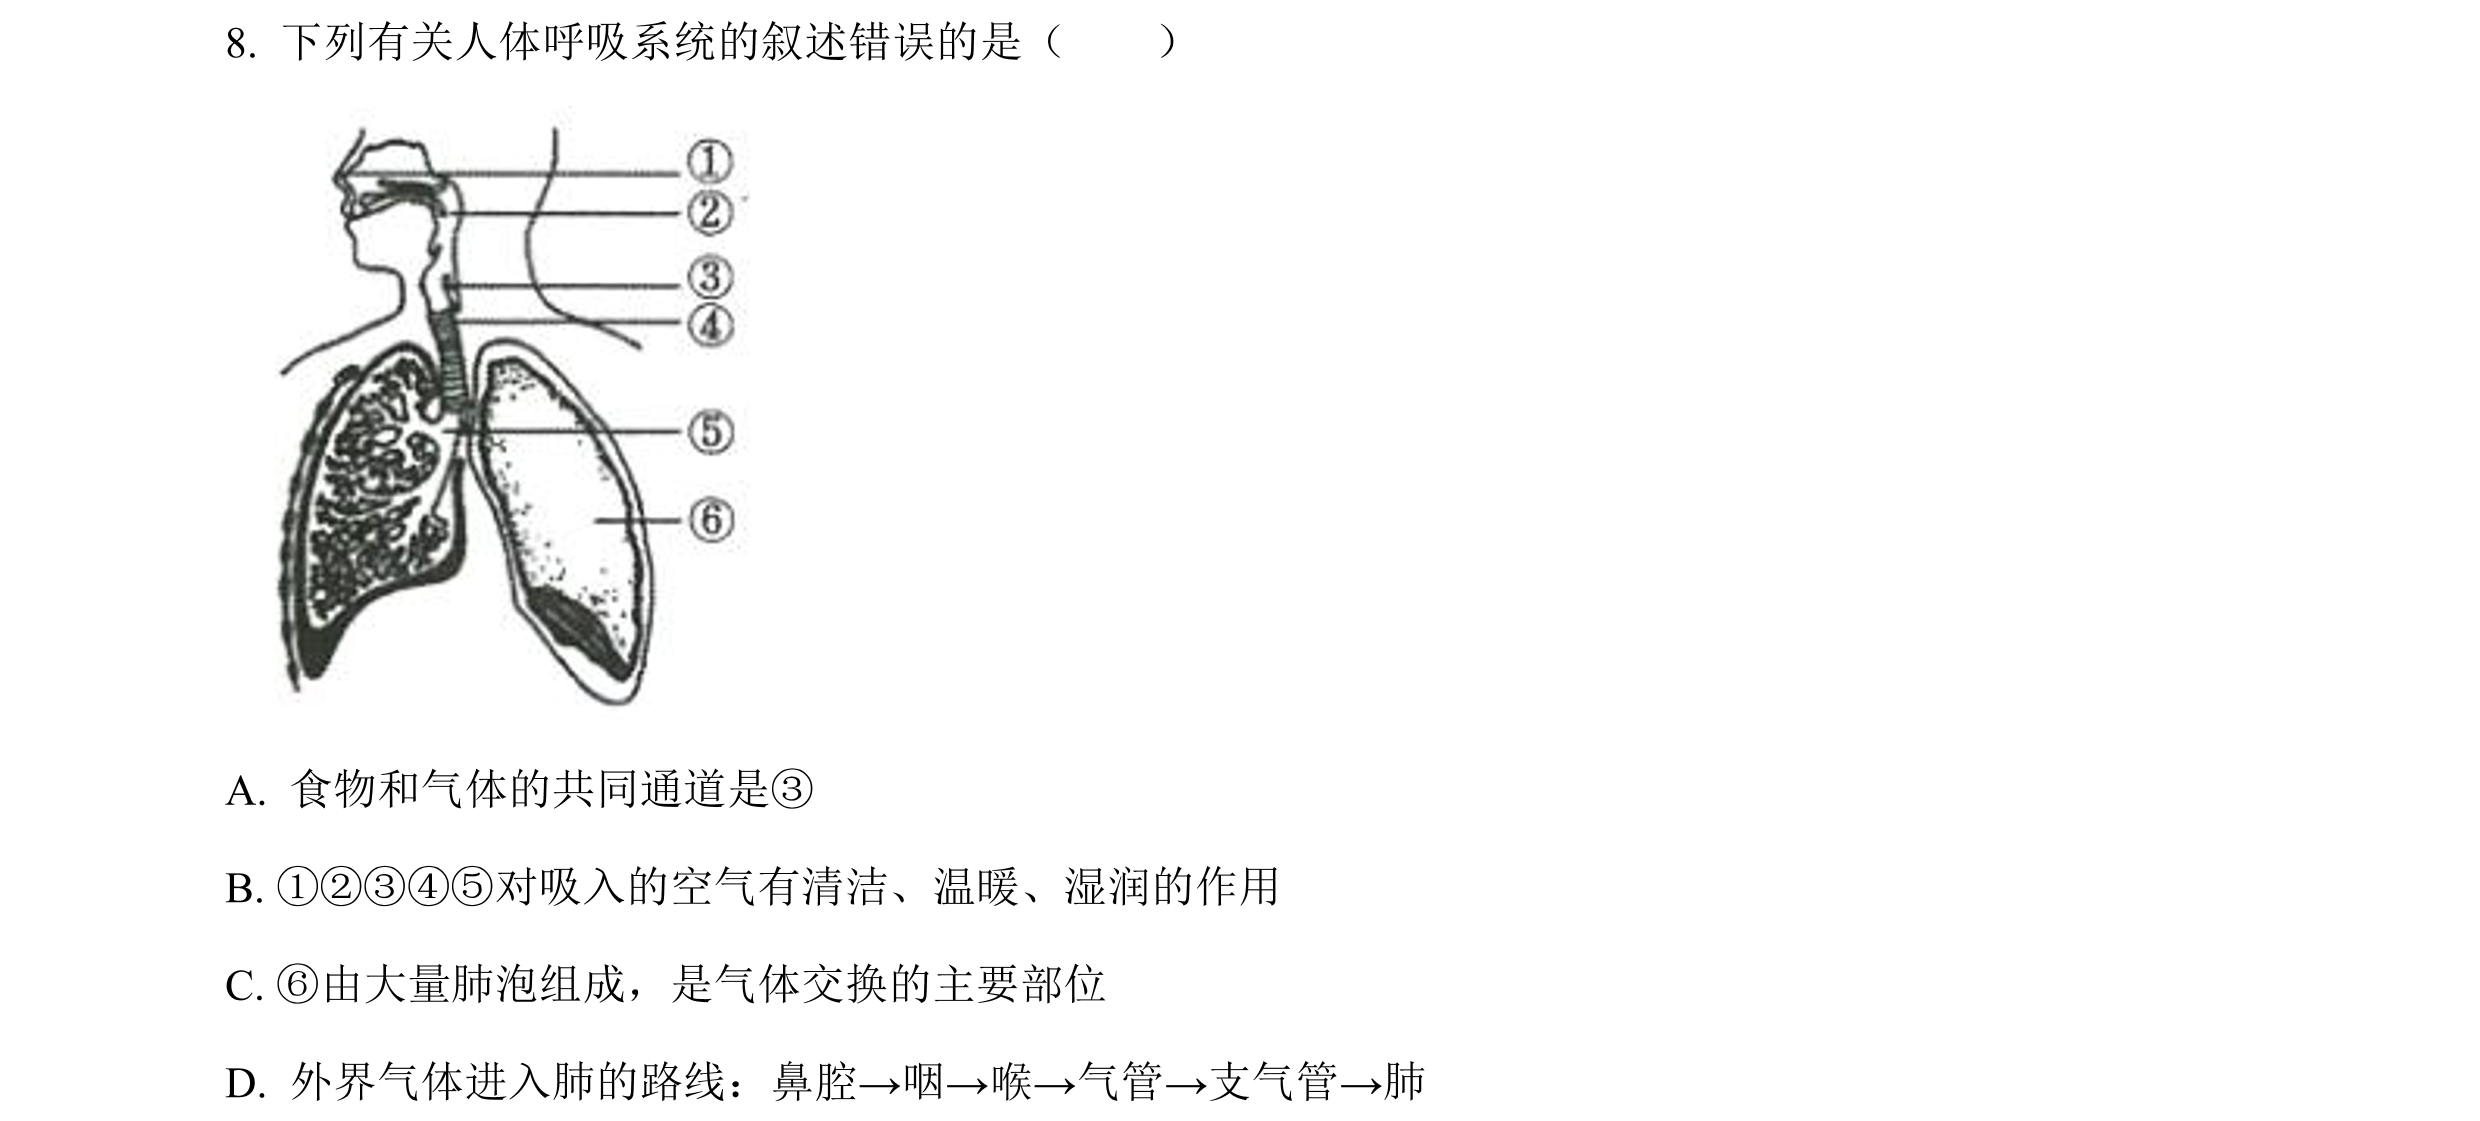 8. 下列有关人体呼吸系统的叙述错误的是（　　）
①
②
③
④
⑤
⑥
A. 食物和气体的共同通道是③
B. ①②③④⑤对吸入的空气有清洁、温暖、湿润的作用
C. ⑥由大量肺泡组成，是气体交换的主要部位
D. 外界气体进入肺的路线：鼻腔→咽→喉→气管→支气管→肺